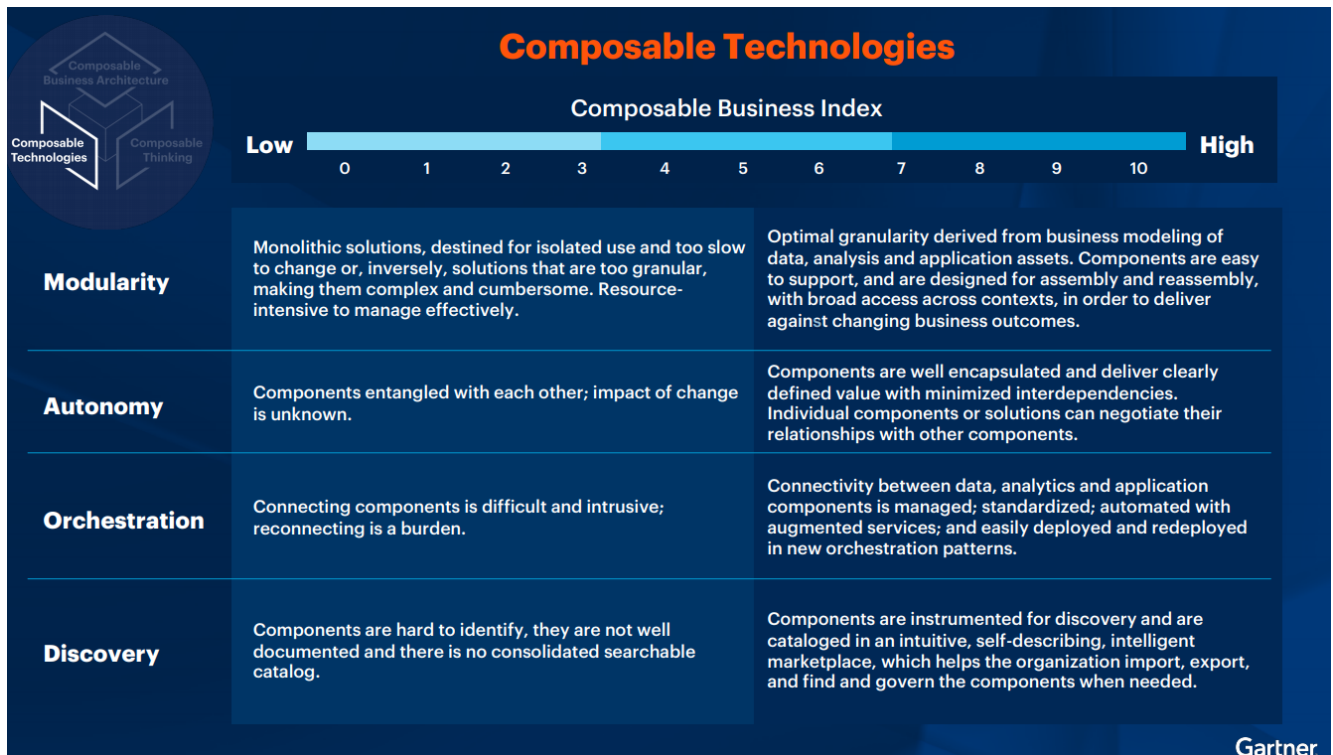 Composable Technologies
Composable
Business Architecture
Composable
Technologies
Composable
Thinking
Composable Business Index
Low
High
0 1 2 3 4 5 6 7 8 9 10
Modularity
Monolithic solutions, destined for isolated use and too slow
to change or, inversely, solutions that are too granular,
making them complex and cumbersome. Resource-
intensive to manage effectively.
Optimal granularity derived from business modeling of
data, analysis and application assets. Components are easy
to support, and are designed for assembly and reassembly,
with broad access across contexts, in order to deliver
against changing business outcomes.
Autonomy
Components entangled with each other; impact of change
is unknown.
Components are well encapsulated and deliver clearly
defined value with minimized interdependencies.
Individual components or solutions can negotiate their
relationships with other components.
Orchestration
Connecting components is difficult and intrusive;
reconnecting is a burden.
Connectivity between data, analytics and application
components is managed; standardized; automated with
augmented services; and easily deployed and redeployed
in new orchestration patterns.
Discovery
Components are hard to identify, they are not well
documented and there is no consolidated searchable
catalog.
Components are instrumented for discovery and are
cataloged in an intuitive, self-describing, intelligent
marketplace, which helps the organization import, export,
and find and govern the components when needed.
Gartner